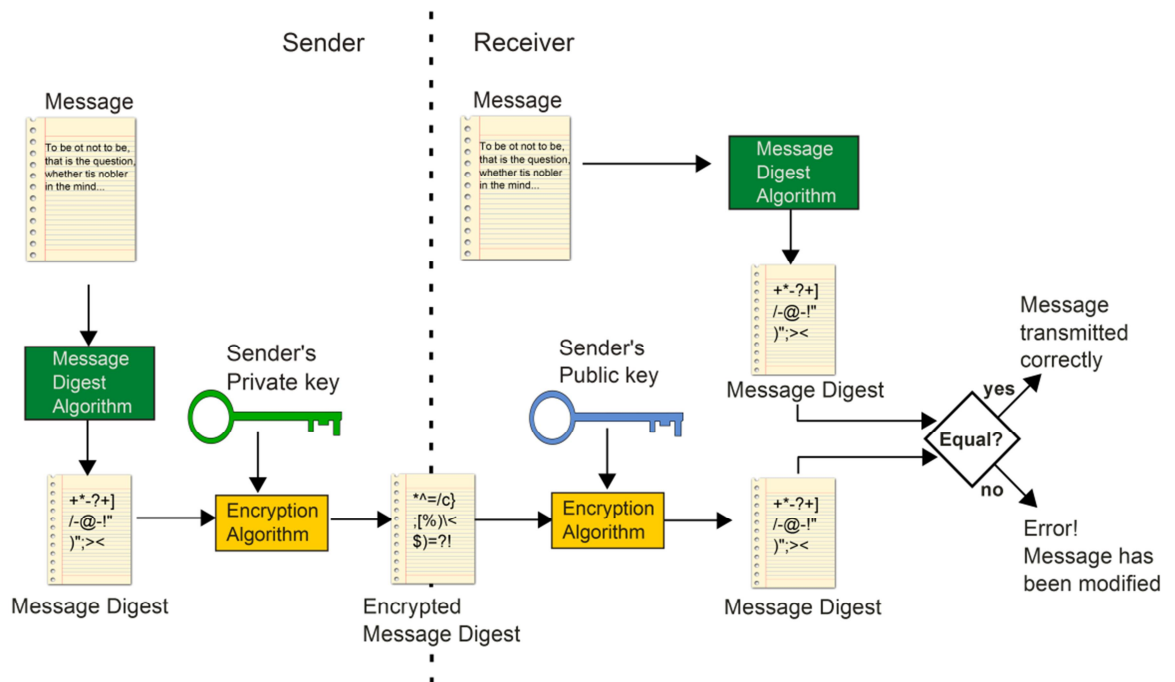 Sender
Receiver
Message
To be ot not to be,
that is the question,
whether tis nobler
in the mind...
Message
Digest
Algorithm
+*-?+]
/-@-!"
)";><
Message Digest
Sender's
Private key
Encryption
Algorithm
*^=/c}
;[%)\<
$)=?!
Encrypted
Message Digest
Message
To be ot not to be,
that is the question,
whether tis nobler
in the mind...
Message
Digest
Algorithm
+*-?+]
/-@-!"
)";><
Message Digest
Sender's
Public key
Encryption
Algorithm
+*-?+]
/-@-!"
)";><
Message Digest
Equal?
yes
Message
transmitted
correctly
no
Error!
Message has
been modified